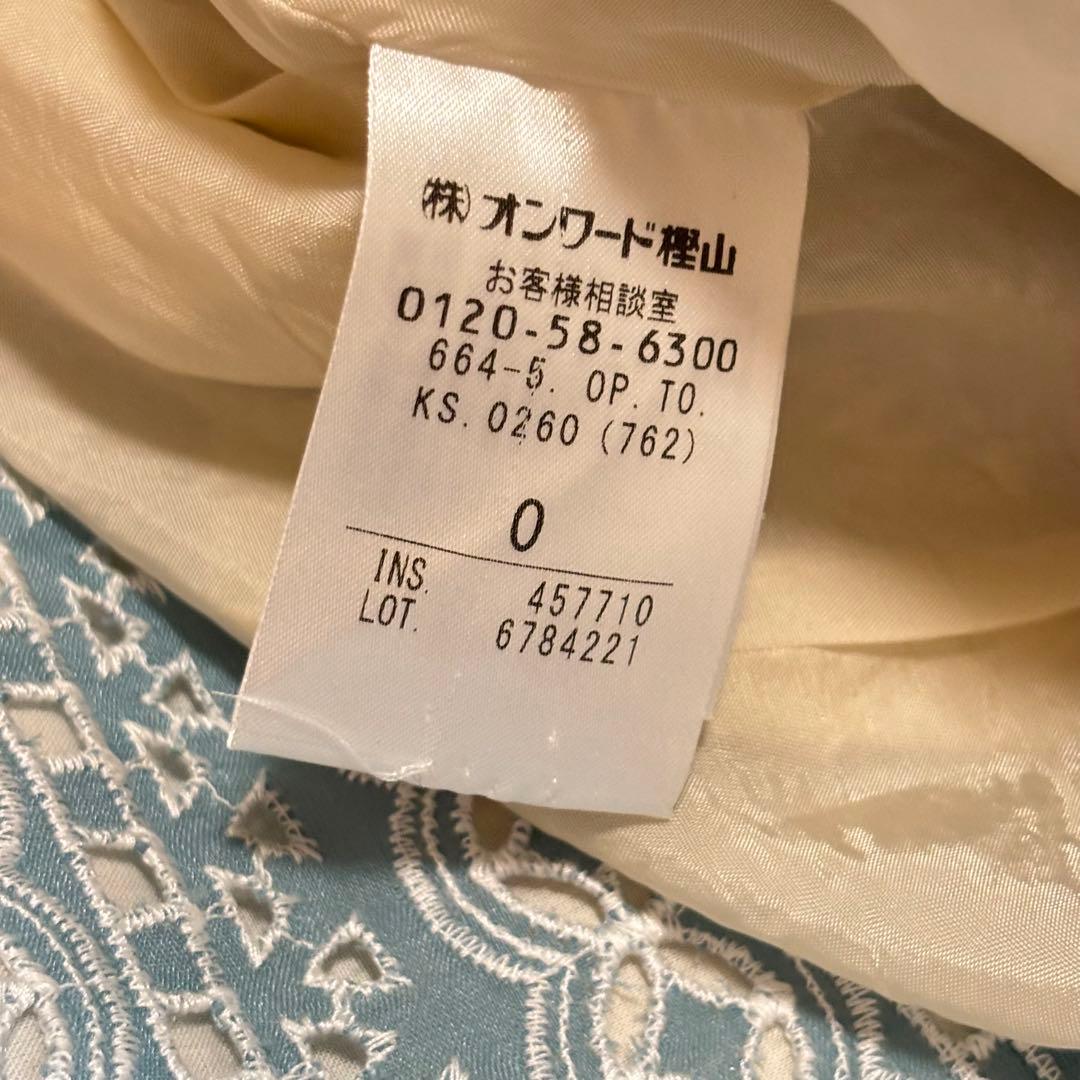 ㈱オンワード樫山
お客様相談室
0120-58-6300
664-5. OP. TO.
KS. 0260 (762)
0
INS. 457710
LOT. 6784221